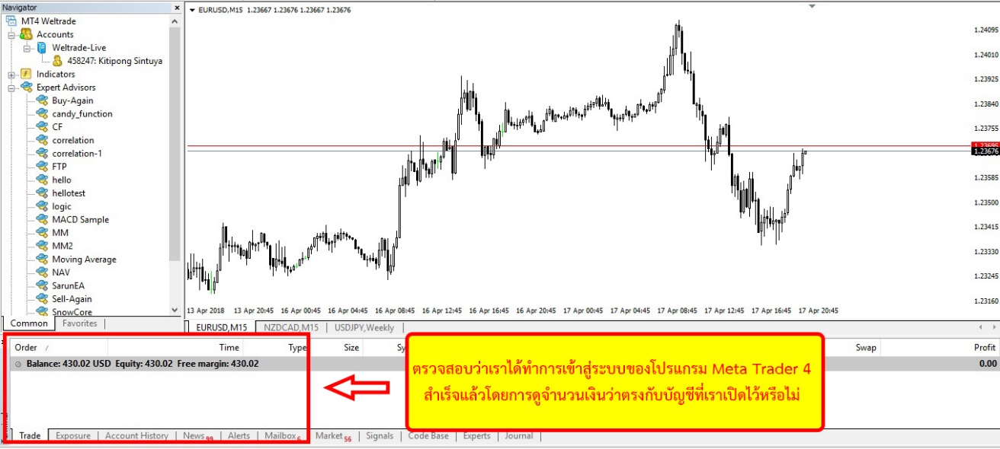 Navigator
MT4 Weltrade
Accounts
Weltrade-Live
458247: Kitipong Sintuya
Indicators
Expert Advisors
Buy-Again
candy_function
CF
correlation
correlation-1
FTP
hello
hellotest
logic
MACD Sample
MM
MM2
Moving Average
NAV
SarunEA
Sell-Again
SnowCore
Common Favorites
EURUSD,M15 1.23667 1.23676 1.23667 1.23676
1.24095
1.24010
1.23925
1.23840
1.23755
1.23695
1.23676
1.23585
1.23500
1.23415
1.23330
1.23245
1.23160
13 Apr 2018 13 Apr 20:45 16 Apr 00:45 16 Apr 04:45 16 Apr 08:45 16 Apr 12:45 16 Apr 16:45 16 Apr 20:45 17 Apr 00:45 17 Apr 04:45 17 Apr 08:45 17 Apr 12:45 17 Apr 16:45 17 Apr 20:45
EURUSD,M15 NZDCAD,M15 USDJPY,Weekly
Order / Time Type Size Sy Swap Profit
Balance: 430.02 USD Equity: 430.02 Free margin: 430.02 0.00
ตรวจสอบว่าเราได้ทำการเข้าสู่ระบบของโปรแกรม Meta Trader 4
สำเร็จแล้วโดยการดูจำนวนเงินว่าตรงกับบัญชีที่เราเปิดไว้หรือไม่
Trade Exposure Account History News 99 Alerts Mailbox 6 Market 56 Signals Code Base Experts Journal